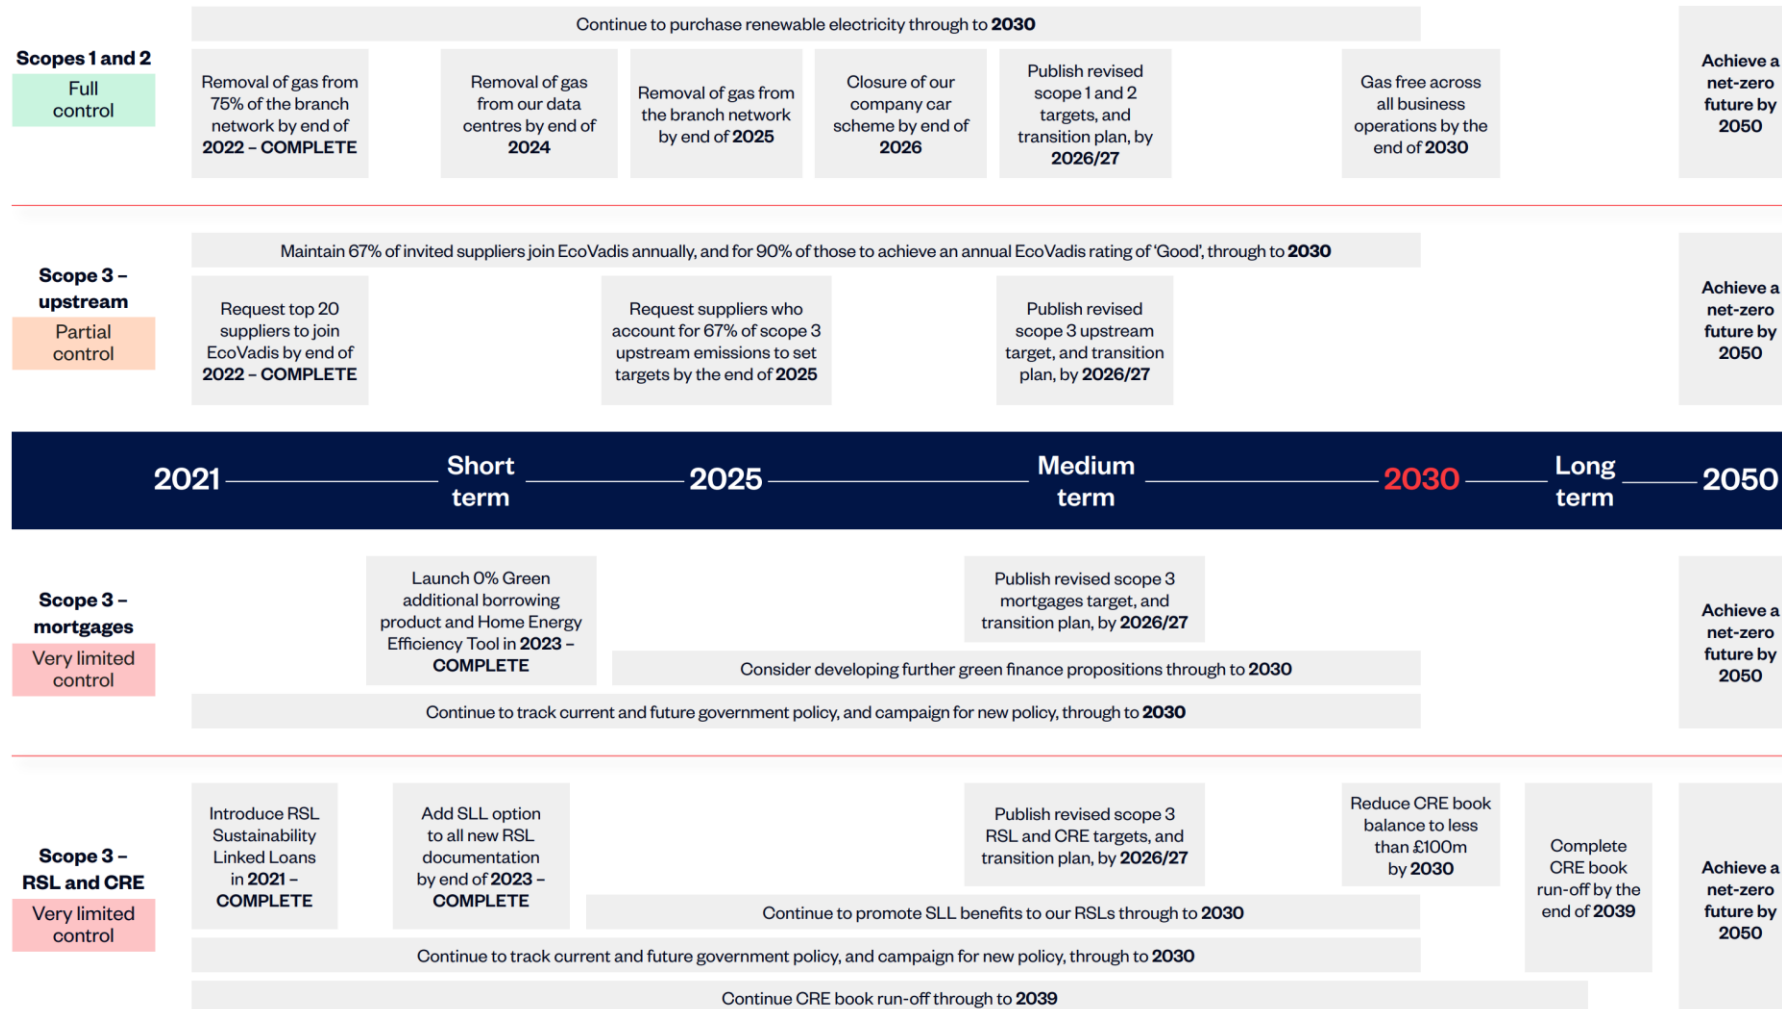 Continue to purchase renewable electricity through to 2030
Scopes 1 and 2
Full
control
Removal of gas from
75% of the branch
network by end of
2022 – COMPLETE
Removal of gas
from our data
centres by end of
2024
Removal of gas from
the branch network
by end of 2025
Closure of our
company car
scheme by end of
2026
Publish revised
scope 1 and 2
targets, and
transition plan, by
2026/27
Gas free across
all business
operations by the
end of 2030
Achieve a
net-zero
future by
2050
Maintain 67% of invited suppliers join EcoVadis annually, and for 90% of those to achieve an annual EcoVadis rating of ‘Good’, through to 2030
Scope 3 –
upstream
Partial
control
Request top 20
suppliers to join
EcoVadis by end of
2022 – COMPLETE
Request suppliers who
account for 67% of scope 3
upstream emissions to set
targets by the end of 2025
Publish revised
scope 3 upstream
target, and transition
plan, by 2026/27
Achieve a
net-zero
future by
2050
2021
Short
term
2025
Medium
term
2030
Long
term
2050
Scope 3 –
mortgages
Very limited
control
Launch 0% Green
additional borrowing
product and Home Energy
Efficiency Tool in 2023 –
COMPLETE
Publish revised scope 3
mortgages target, and
transition plan, by 2026/27
Consider developing further green finance propositions through to 2030
Continue to track current and future government policy, and campaign for new policy, through to 2030
Achieve a
net-zero
future by
2050
Scope 3 –
RSL and CRE
Very limited
control
Introduce RSL
Sustainability
Linked Loans
in 2021 –
COMPLETE
Add SLL option
to all new RSL
documentation
by end of 2023 –
COMPLETE
Publish revised scope 3
RSL and CRE targets, and
transition plan, by 2026/27
Reduce CRE book
balance to less
than £100m
by 2030
Complete
CRE book
run-off by the
end of 2039
Continue to promote SLL benefits to our RSLs through to 2030
Continue to track current and future government policy, and campaign for new policy, through to 2030
Continue CRE book run-off through to 2039
Achieve a
net-zero
future by
2050